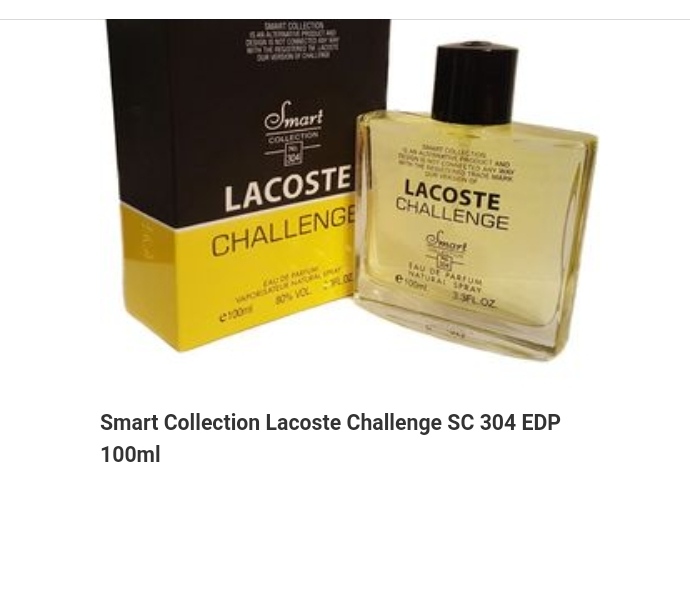 SMART COLLECTION
IS AN ALTERNATIVE PRODUCT AND
DESIGN IS NOT CONNECTED ANY WAY
WITH THE REGISTERED TM LACOSTE
OUR VERSION OF CHALLENGE
Smart
COLLECTION
No.
304
LACOSTE
CHALLENGE
EAU DE PARFUM
VAPORISATEUR NATURAL SPRAY
e100ml 80% VOL. FL.OZ.
SMART COLLECTION
IS AN ALTERNATIVE PRODUCT AND
DESIGN IS NOT CONNECTED ANY WAY
WITH THE REGISTERED TRADE MARK
OUR VERSION OF
LACOSTE
CHALLENGE
Smart
304
EAU DE PARFUM
NATURAL SPRAY
e100ml 3.3FL.OZ.
Smart Collection Lacoste Challenge SC 304 EDP
100ml